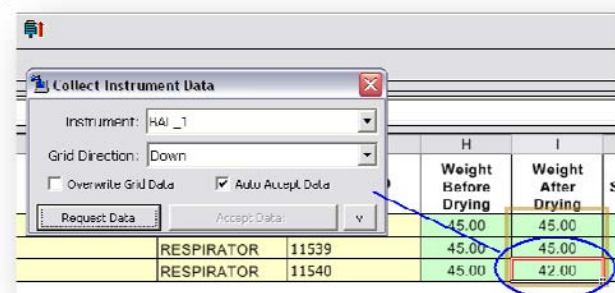 Collect Instrument Data
Instrument:
Grid Direction: Down
Overwrite Grid Data Auto Accept Data
Request Data Accept Data v
H I
Weight Before Drying Weight After Drying
45.00 45.00
RESPIRATOR 11539 45.00 45.00
RESPIRATOR 11540 45.00 42.00